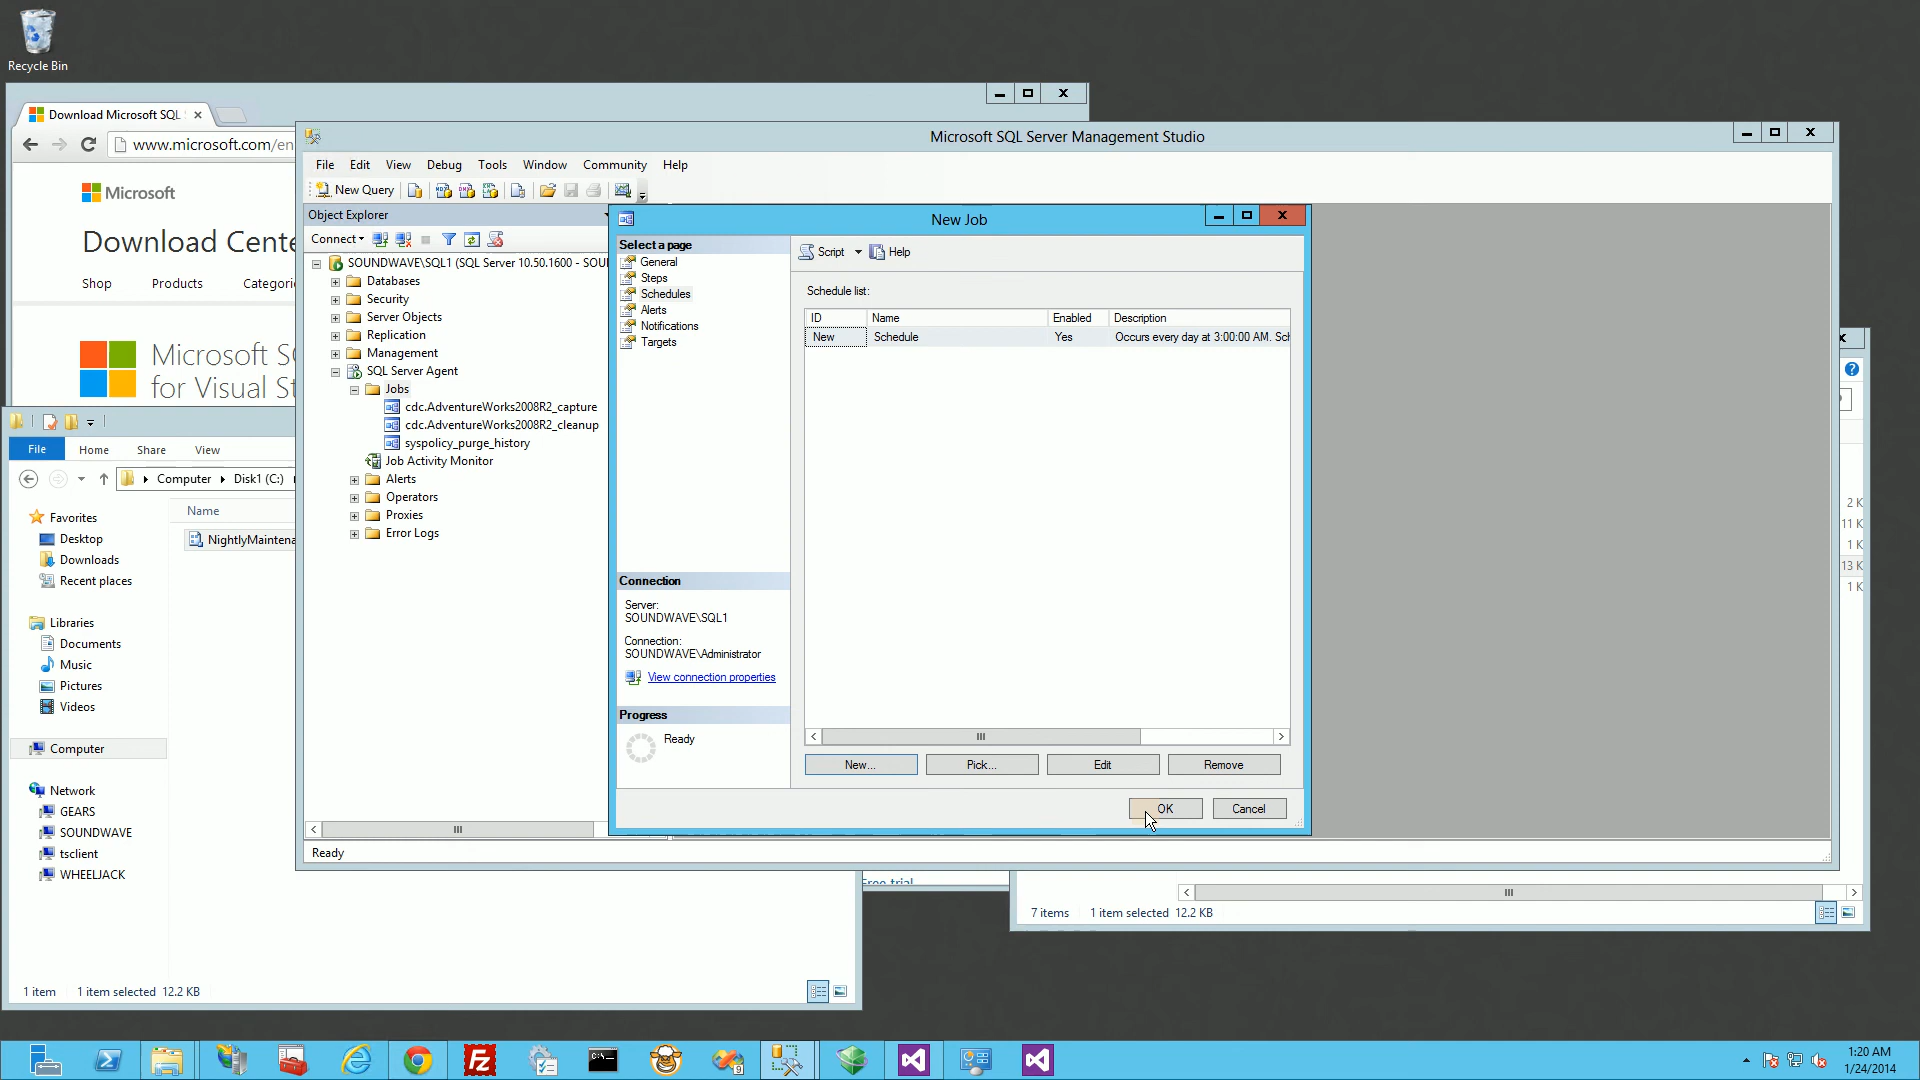 Recycle Bin
Download Microsoft SQL
www.microsoft.com/en
Microsoft
Download Cente
Shop
Products
Categorie
Microsoft S
for Visual St
Microsoft SQL Server Management Studio
File
Edit
View
Debug
Tools
Window
Community
Help
New Query
Object Explorer
Connect
SOUNDWAVE\SQL1 (SQL Server 10.50.1600 - SOU
Databases
Security
Server Objects
Replication
Management
SQL Server Agent
Jobs
cdc.AdventureWorks2008R2_capture
cdc.AdventureWorks2008R2_cleanup
syspolicy_purge_history
Job Activity Monitor
Alerts
Operators
Proxies
Error Logs
Ready
New Job
Select a page
General
Steps
Schedules
Alerts
Notifications
Targets
Script
Help
Schedule list:
ID
Name
Enabled
Description
New
Schedule
Yes
Occurs every day at 3:00:00 AM. Sch
Connection
Server:
SOUNDWAVE\SQL1
Connection:
SOUNDWAVE\Administrator
View connection properties
Progress
Ready
New...
Pick...
Edit
Remove
OK
Cancel
File
Home
Share
View
Computer
Disk1 (C:)
Name
NightlyMaintena
Favorites
Desktop
Downloads
Recent places
Libraries
Documents
Music
Pictures
Videos
Computer
Network
GEARS
SOUNDWAVE
tsclient
WHEELJACK
1 item
1 item selected 12.2 KB
Free trial
2 K
11 K
1 K
13 K
1 K
7 items
1 item selected 12.2 KB
1:20 AM
1/24/2014